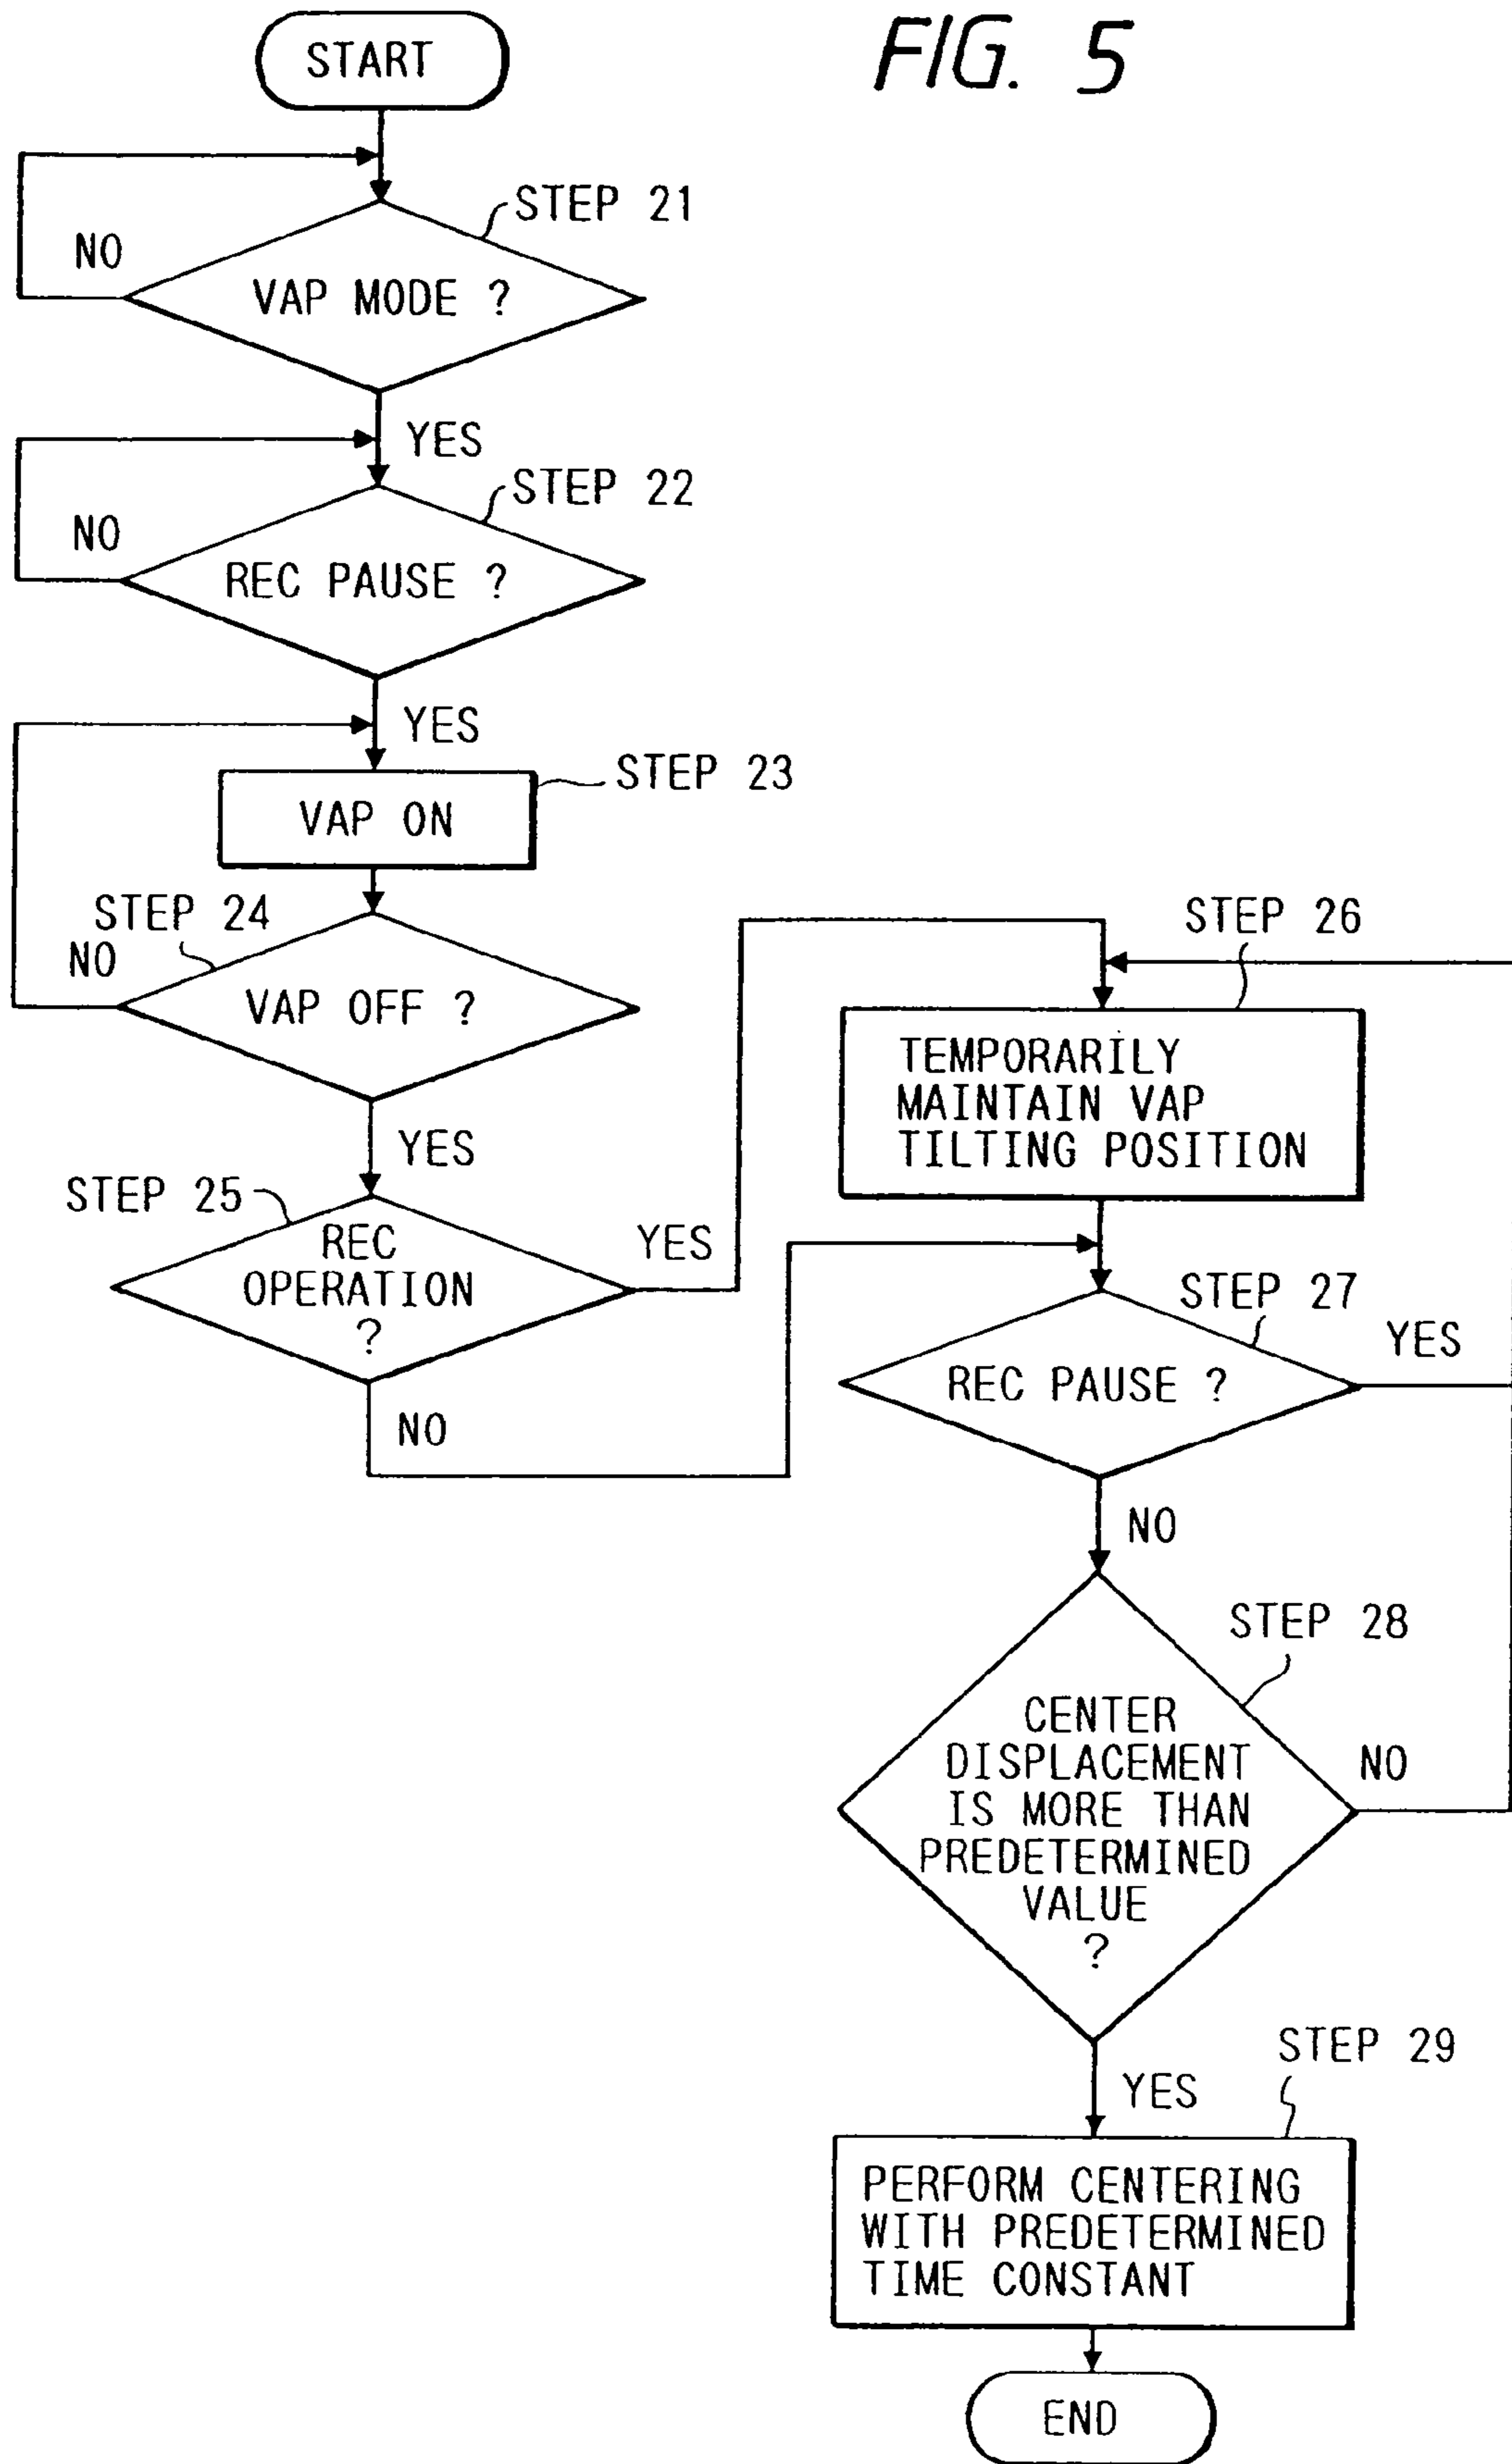 FIG. 5
START
STEP 21
NO
VAP MODE ?
YES
STEP 22
NO
REC PAUSE ?
YES
STEP 23
VAP ON
STEP 24
NO
VAP OFF ?
YES
STEP 25
REC
OPERATION
?
YES
NO
STEP 26
TEMPORARILY
MAINTAIN VAP
TILTING POSITION
STEP 27
YES
REC PAUSE ?
NO
STEP 28
CENTER
DISPLACEMENT
IS MORE THAN
PREDETERMINED
VALUE
?
NO
YES
STEP 29
PERFORM CENTERING
WITH PREDETERMINED
TIME CONSTANT
END